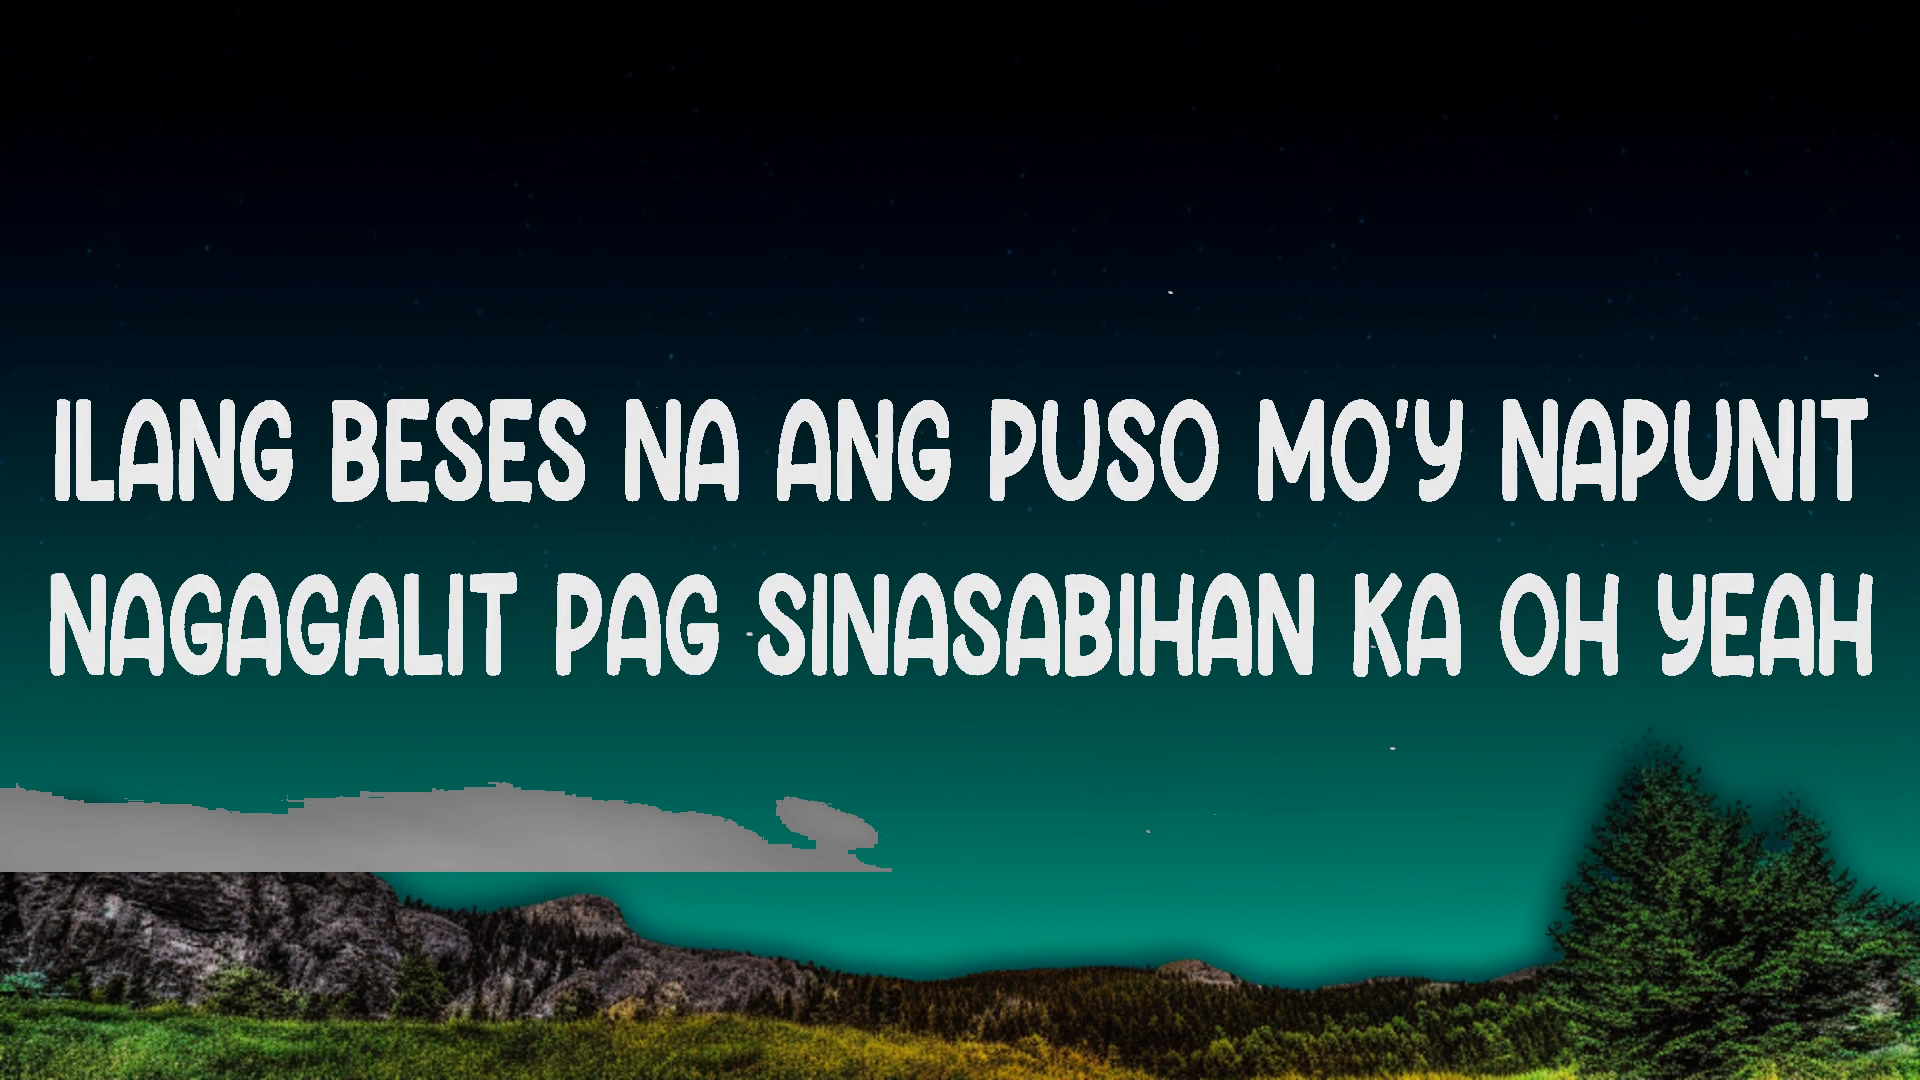 ILANG BESES NA ANG PUSO MO'Y NAPUNIT
NAGAGALIT PAG SINASABIHAN KA OH YEAH